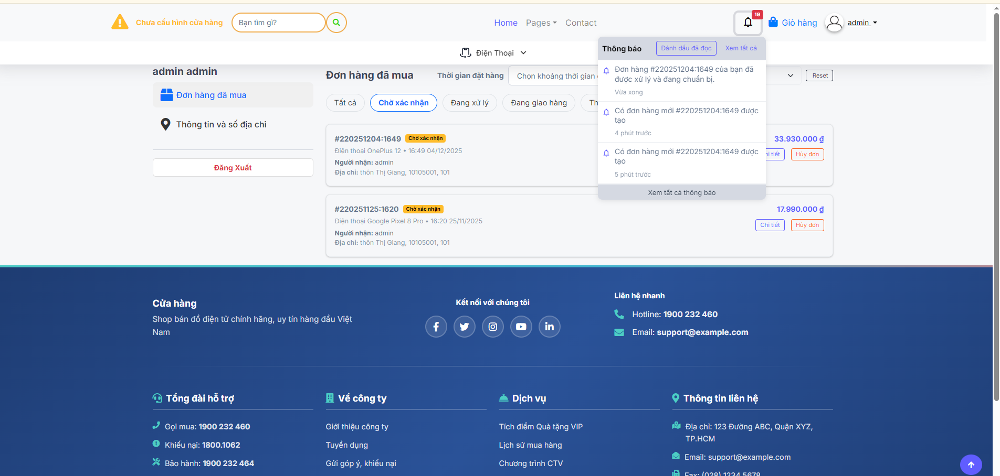 Chưa cấu hình cửa hàng
Bạn tìm gì?
Home
Pages
Contact
19
Giỏ hàng
admin
Điện Thoại
Thông báo
Đánh dấu đã đọc
Xem tất cả
Đơn hàng #220251204:1649 của bạn đã
được xử lý và đang chuẩn bị.
Vừa xong
Có đơn hàng mới #220251204:1649 được
tạo
4 phút trước
Có đơn hàng mới #220251204:1649 được
tạo
5 phút trước
Xem tất cả thông báo
admin admin
Đơn hàng đã mua
Thông tin và số địa chỉ
Đăng Xuất
Đơn hàng đã mua
Thời gian đặt hàng
Chọn khoảng thời gian
Reset
Tất cả
Chờ xác nhận
Đang xử lý
Đang giao hàng
Th
#220251204:1649 Chờ xác nhận
33.930.000 ₫
Điện thoại OnePlus 12 • 16:49 04/12/2025
hi tiết
Hủy đơn
Người nhận: admin
Địa chỉ: thôn Thị Giang, 10105001, 101
#220251125:1620 Chờ xác nhận
17.990.000 ₫
Điện thoại Google Pixel 8 Pro • 16:20 25/11/2025
Chi tiết
Hủy đơn
Người nhận: admin
Địa chỉ: thôn Thị Giang, 10105001, 101
Cửa hàng
Shop bán đồ điện tử chính hãng, uy tín hàng đầu Việt
Nam
Kết nối với chúng tôi
Liên hệ nhanh
Hotline: 1900 232 460
Email: support@example.com
Tổng đài hỗ trợ
Gọi mua: 1900 232 460
Khiếu nại: 1800.1062
Bảo hành: 1900 232 464
Về công ty
Giới thiệu công ty
Tuyển dụng
Gửi góp ý, khiếu nại
Dịch vụ
Tích điểm Quà tặng VIP
Lịch sử mua hàng
Chương trình CTV
Thông tin liên hệ
Địa chỉ: 123 Đường ABC, Quận XYZ,
TP.HCM
Email: support@example.com
Fax: (028) 1234 5678